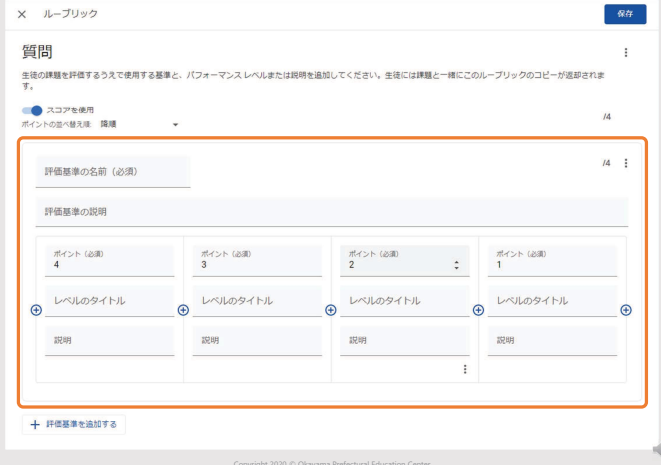 ルーブリック
保存
質問
生徒の課題を評価するうえで使用する基準と、パフォーマンス レベルまたは説明を追加してください。生徒には課題と一緒にこのルーブリックのコピーが返却されま
す。
スコアを使用
/4
ポイントの並べ替え順: 降順
/4
評価基準の名前（必須）
評価基準の説明
ポイント（必須） ポイント（必須） ポイント（必須） ポイント（必須）
4 3 2 1
レベルのタイトル レベルのタイトル レベルのタイトル レベルのタイトル
説明 説明 説明 説明
評価基準を追加する
Copyright 2020 © Okayama Prefectural Education Center